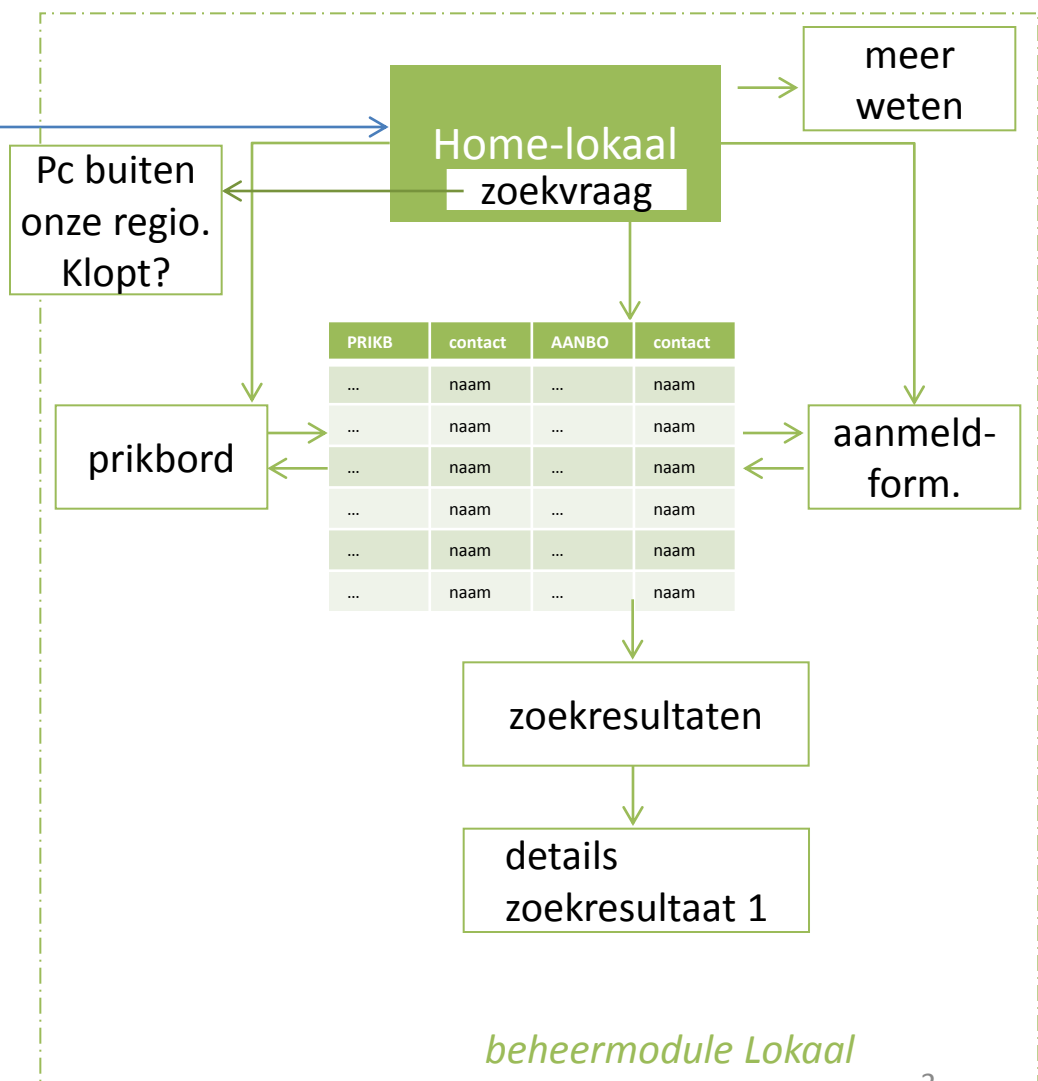 meer
weten
Home-lokaal
zoekvraag
Pc buiten
onze regio.
Klopt?
PRIKB contact AANBO contact
... naam ... naam
... naam ... naam
... naam ... naam
... naam ... naam
... naam ... naam
... naam ... naam
prikbord
aanmeld-
form.
zoekresultaten
details
zoekresultaat 1
beheermodule Lokaal